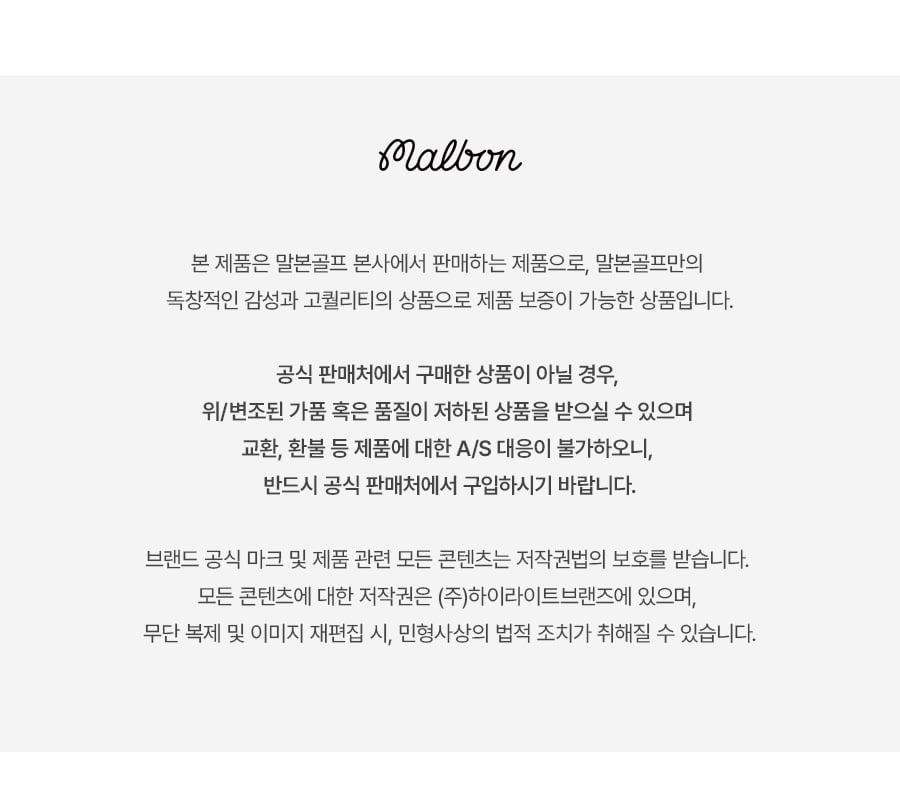 Malbon
본 제품은 말본골프 본사에서 판매하는 제품으로, 말본골프만의
독창적인 감성과 고퀄리티의 상품으로 제품 보증이 가능한 상품입니다.
공식 판매처에서 구매한 상품이 아닐 경우,
위/변조된 가품 혹은 품질이 저하된 상품을 받으실 수 있으며
교환, 환불 등 제품에 대한 A/S 대응이 불가하오니,
반드시 공식 판매처에서 구입하시기 바랍니다.
브랜드 공식 마크 및 제품 관련 모든 콘텐츠는 저작권법의 보호를 받습니다.
모든 콘텐츠에 대한 저작권은 (주)하이라이트브랜즈에 있으며,
무단 복제 및 이미지 재편집 시, 민형사상의 법적 조치가 취해질 수 있습니다.